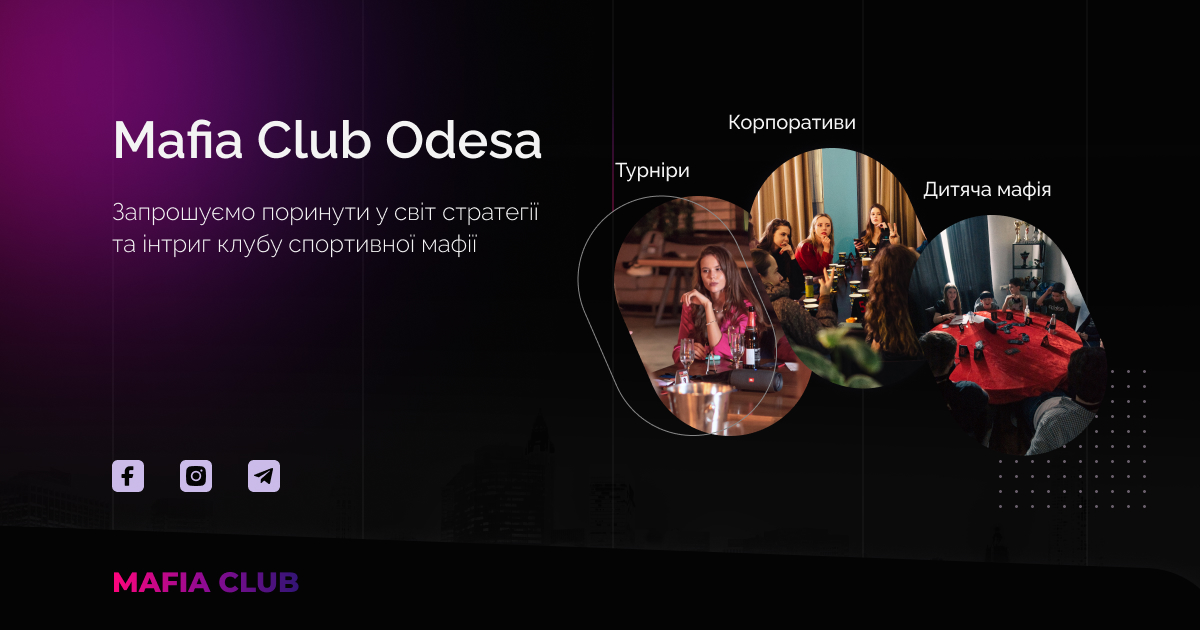 Mafia Club Odesa
Запрошуємо поринути у світ стратегії
та інтриг клубу спортивної мафії
Корпоративи
Турніри
Дитяча мафія
MAFIA CLUB